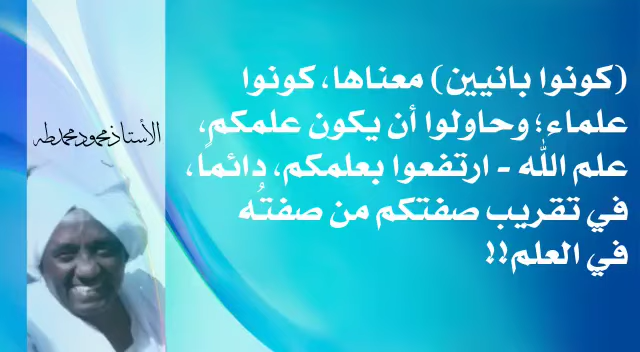 (كونوا بانيين) معناها، كونوا
علماء؛ وحاولوا أن يكون علمكم،
علم الله - ارتفعوا بعلمكم، دائماً،
في تقريب صفتكم من صفتُه
في العلم!!
الأستاذ محمود محمد طه